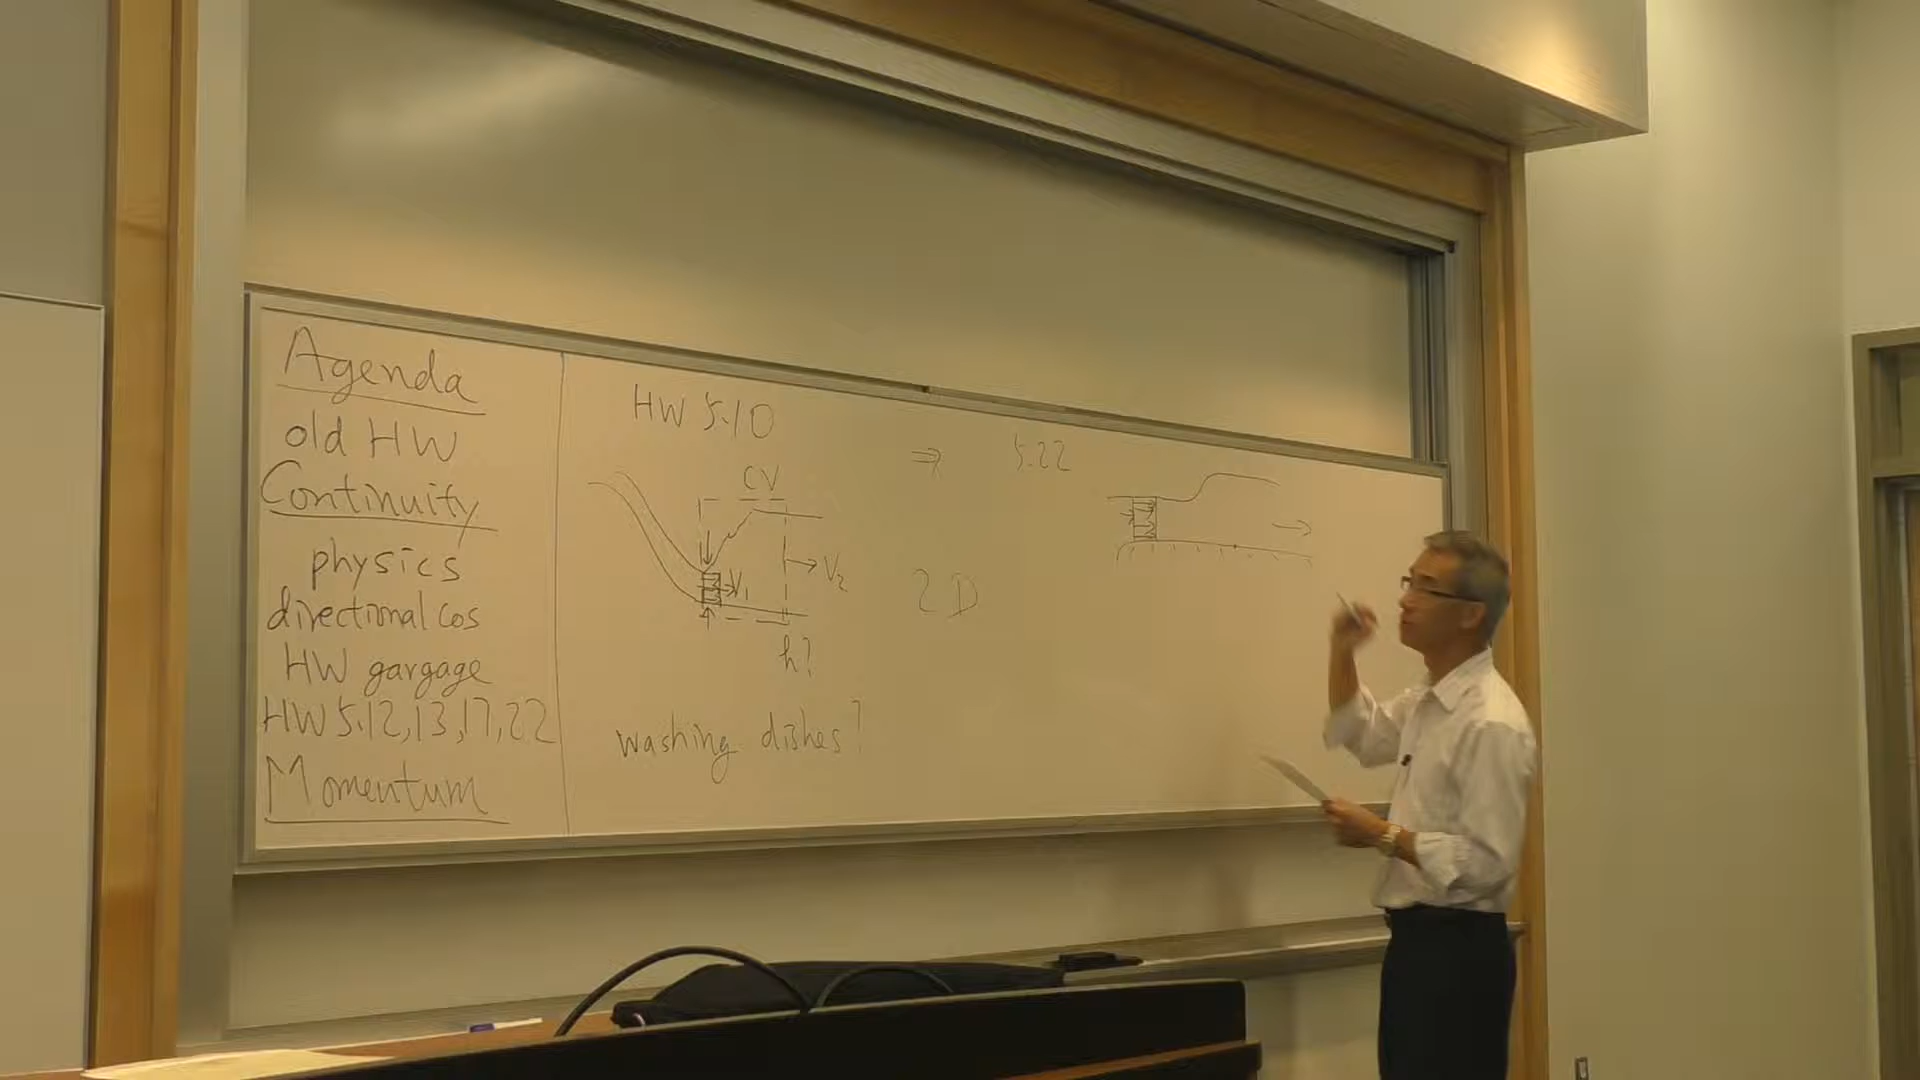 Agenda
old HW
Continuity
physics
directional cos
HW gargage
HW 5.12, 13, 17, 22
Momentum
HW 5.10
CV
V₁
V₂
h?
washing dishes?
⇒ 5.22
2D